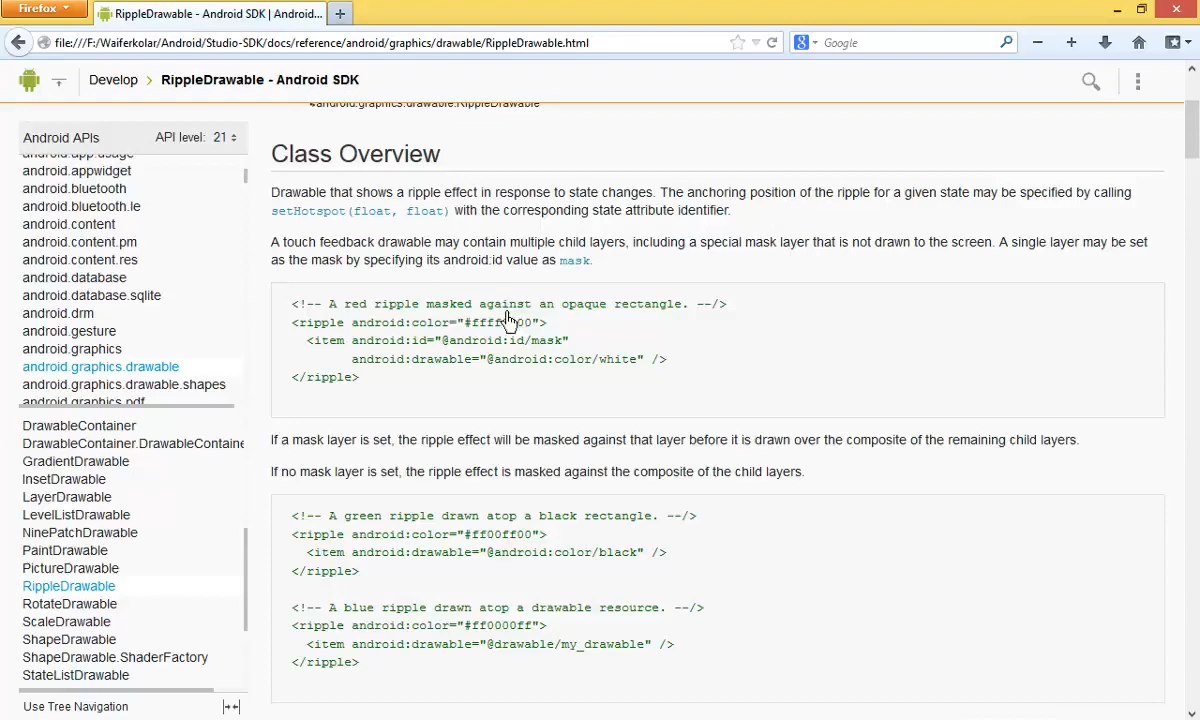 Firefox
RippleDrawable - Android SDK | Android...
file:///F:/Waiferkolar/Android/Studio-SDK/docs/reference/android/graphics/drawable/RippleDrawable.html
Google
Develop
RippleDrawable - Android SDK
android.graphics.drawable.RippleDrawable
Android APIs
API level: 21
android.app.usage
android.appwidget
android.bluetooth
android.bluetooth.le
android.content
android.content.pm
android.content.res
android.database
android.database.sqlite
android.drm
android.gesture
android.graphics
android.graphics.drawable
android.graphics.drawable.shapes
android.graphics.pdf
DrawableContainer
DrawableContainer.DrawableContaine
GradientDrawable
InsetDrawable
LayerDrawable
LevelListDrawable
NinePatchDrawable
PaintDrawable
PictureDrawable
RippleDrawable
RotateDrawable
ScaleDrawable
ShapeDrawable
ShapeDrawable.ShaderFactory
StateListDrawable
Use Tree Navigation
Class Overview
Drawable that shows a ripple effect in response to state changes. The anchoring position of the ripple for a given state may be specified by calling
setHotspot(float, float) with the corresponding state attribute identifier.
A touch feedback drawable may contain multiple child layers, including a special mask layer that is not drawn to the screen. A single layer may be set
as the mask by specifying its android:id value as mask.
<!-- A red ripple masked against an opaque rectangle. --/>
<ripple android:color="#ffff0000">
<item android:id="@android:id/mask"
android:drawable="@android:color/white" />
</ripple>
If a mask layer is set, the ripple effect will be masked against that layer before it is drawn over the composite of the remaining child layers.
If no mask layer is set, the ripple effect is masked against the composite of the child layers.
<!-- A green ripple drawn atop a black rectangle. --/>
<ripple android:color="#ff00ff00">
<item android:drawable="@android:color/black" />
</ripple>
<!-- A blue ripple drawn atop a drawable resource. --/>
<ripple android:color="#ff0000ff">
<item android:drawable="@drawable/my_drawable" />
</ripple>